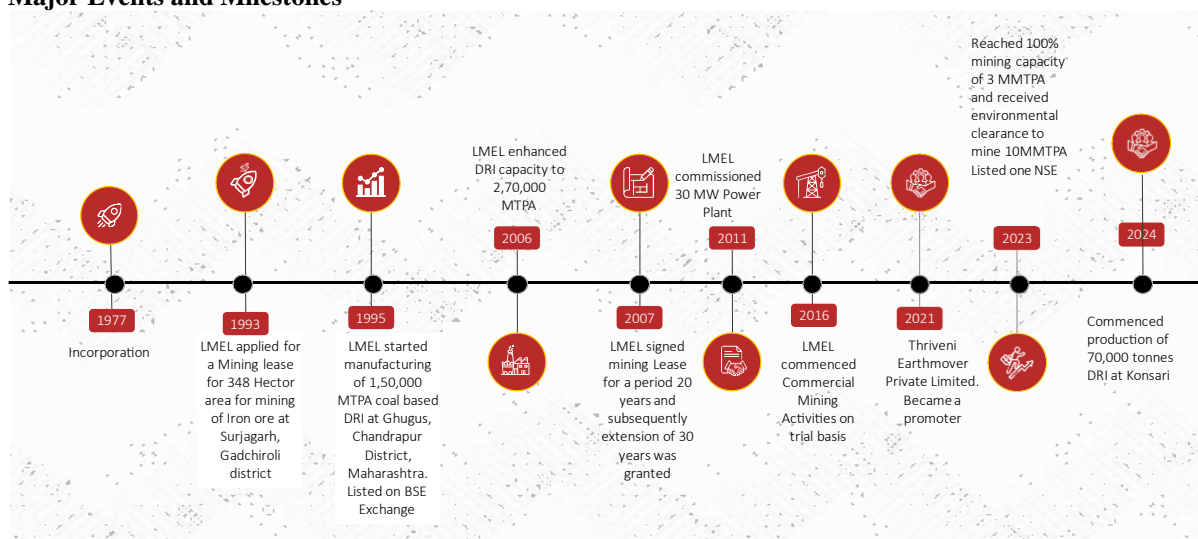 Major Events and Milestones
1977
Incorporation
1993
LMEL applied for
a Mining lease
for 348 Hector
area for mining
of Iron ore at
Surjagarh,
Gadchiroli
district
1995
LMEL started
manufacturing
of 1,50,000
MTPA coal based
DRI at Ghugus,
Chandrapur
District,
Maharashtra.
Listed on BSE
Exchange
LMEL enhanced
DRI capacity to
2,70,000
MTPA
2006
2007
LMEL signed
mining Lease
for a period 20
years and
subsequently
extension of 30
years was
granted
LMEL
commissioned
30 MW Power
Plant
2011
2016
LMEL
commenced
Commercial
Mining
Activities on
trial basis
2021
Thriveni
Earthmover
Private Limited.
Became a
promoter
Reached 100%
mining capacity
of 3 MMTPA
and received
environmental
clearance to
mine 10MMTPA
Listed one NSE
2023
2024
Commenced
production of
70,000 tonnes
DRI at Konsari